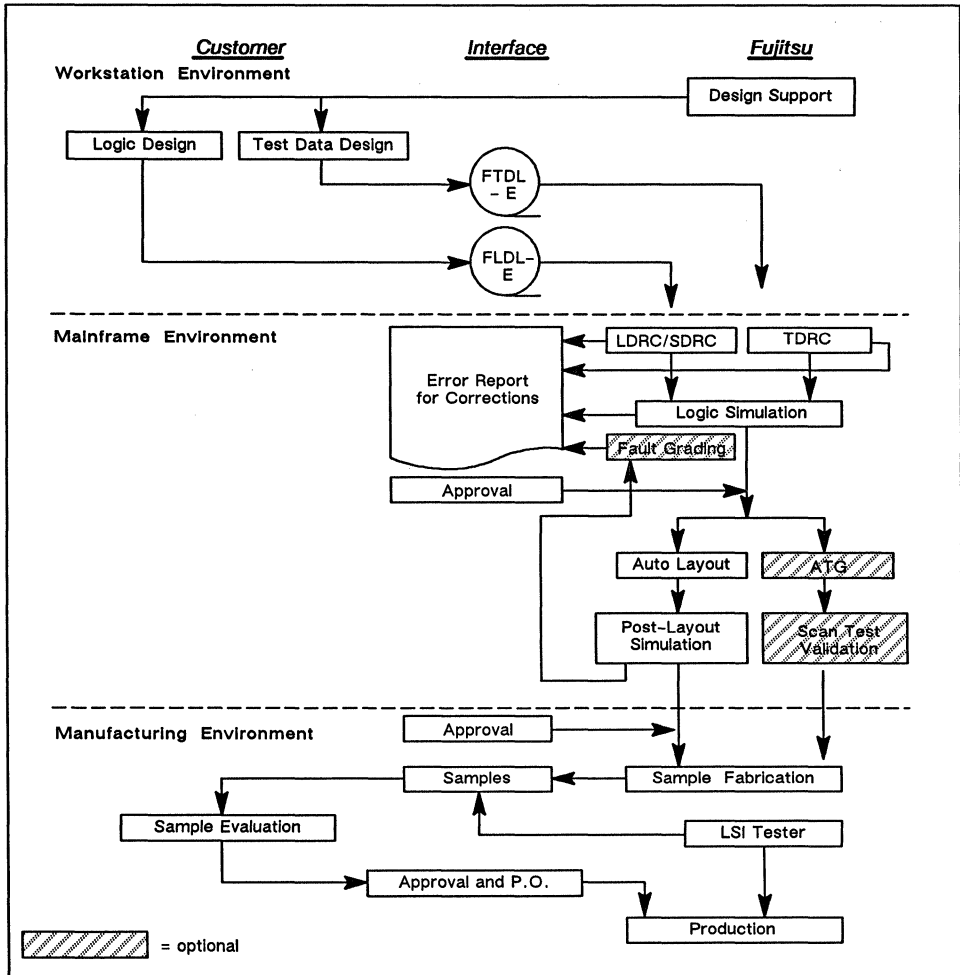 Customer
Interface
Fujitsu
Workstation Environment
Design Support
Logic Design
Test Data Design
FTDL
- E
FLDL-
E
Mainframe Environment
LDRC/SDRC
TDRC
Error Report
for Corrections
Logic Simulation
Fault Grading
Approval
Auto Layout
ATG
Post-Layout
Simulation
Scan Test
Validation
Manufacturing Environment
Approval
Samples
Sample Fabrication
Sample Evaluation
LSI Tester
Approval and P.O.
Production
= optional